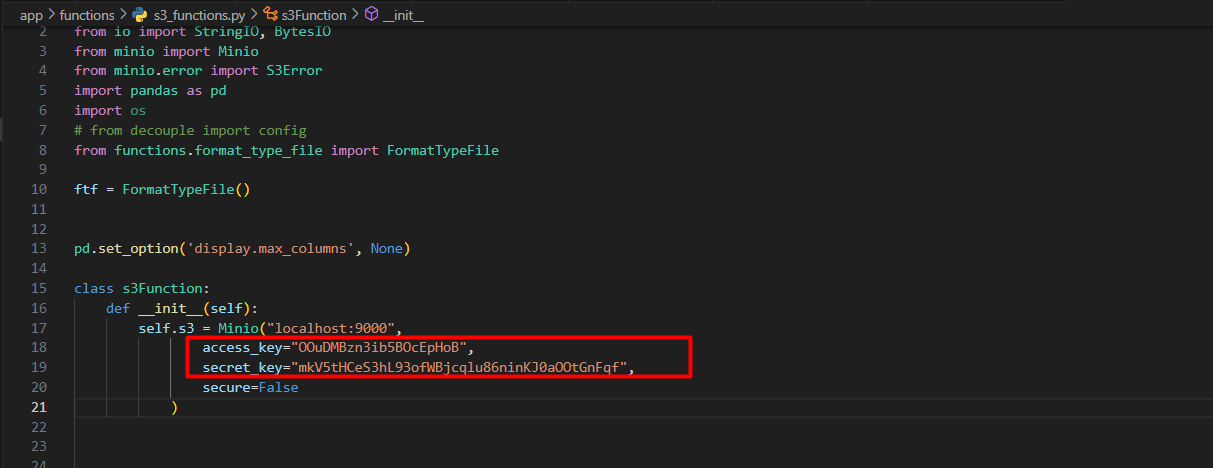 app > functions > s3_functions.py > s3Function > __init__
2 from io import StringIO, BytesIO
3 from minio import Minio
4 from minio.error import S3Error
5 import pandas as pd
6 import os
7 # from decouple import config
8 from functions.format_type_file import FormatTypeFile
9
10 ftf = FormatTypeFile()
11
12
13 pd.set_option('display.max_columns', None)
14
15 class s3Function:
16 def __init__(self):
17 self.s3 = Minio("localhost:9000",
18 access_key="OOuDMBzn3ib5BOcEpHoB",
19 secret_key="mkV5tHCeS3hL93ofWBjcqlu86ninKJ0aOOtGnFqf",
20 secure=False
21 )
22
23
24